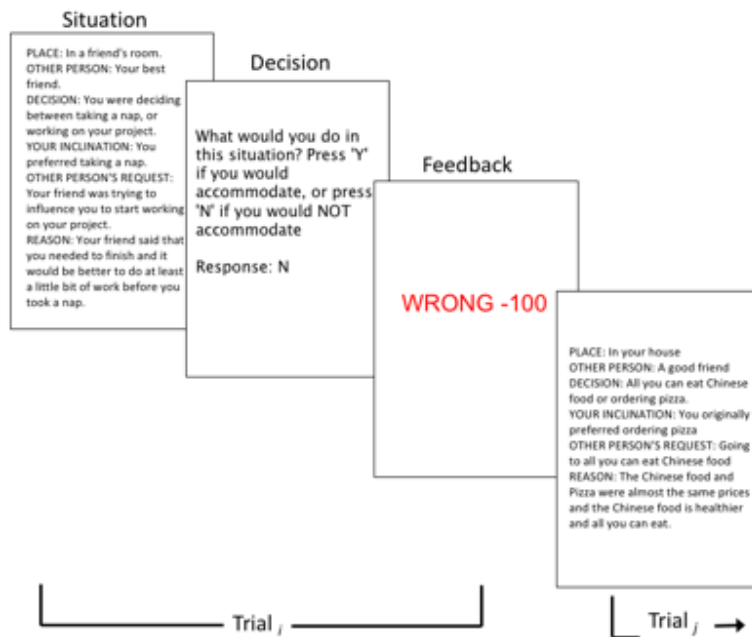 Situation
PLACE: In a friend's room.
OTHER PERSON: Your best
friend.
DECISION: You were deciding
between taking a nap, or
working on your project.
YOUR INCLINATION: You
preferred taking a nap.
OTHER PERSON'S REQUEST:
Your friend was trying to
influence you to start working
on your project.
REASON: Your friend said that
you needed to finish and it
would be better to do at least
a little bit of work before you
took a nap.
Decision
What would you do in
this situation? Press 'Y'
if you would
accommodate, or press
'N' if you would NOT
accommodate
Response: N
Feedback
WRONG -100
PLACE: In your house
OTHER PERSON: A good friend
DECISION: All you can eat Chinese
food or ordering pizza.
YOUR INCLINATION: You originally
preferred ordering pizza
OTHER PERSON'S REQUEST: Going
to all you can eat Chinese food
REASON: The Chinese food and
Pizza were almost the same prices
and the Chinese food is healthier
and all you can eat.
Trial i
Trial j